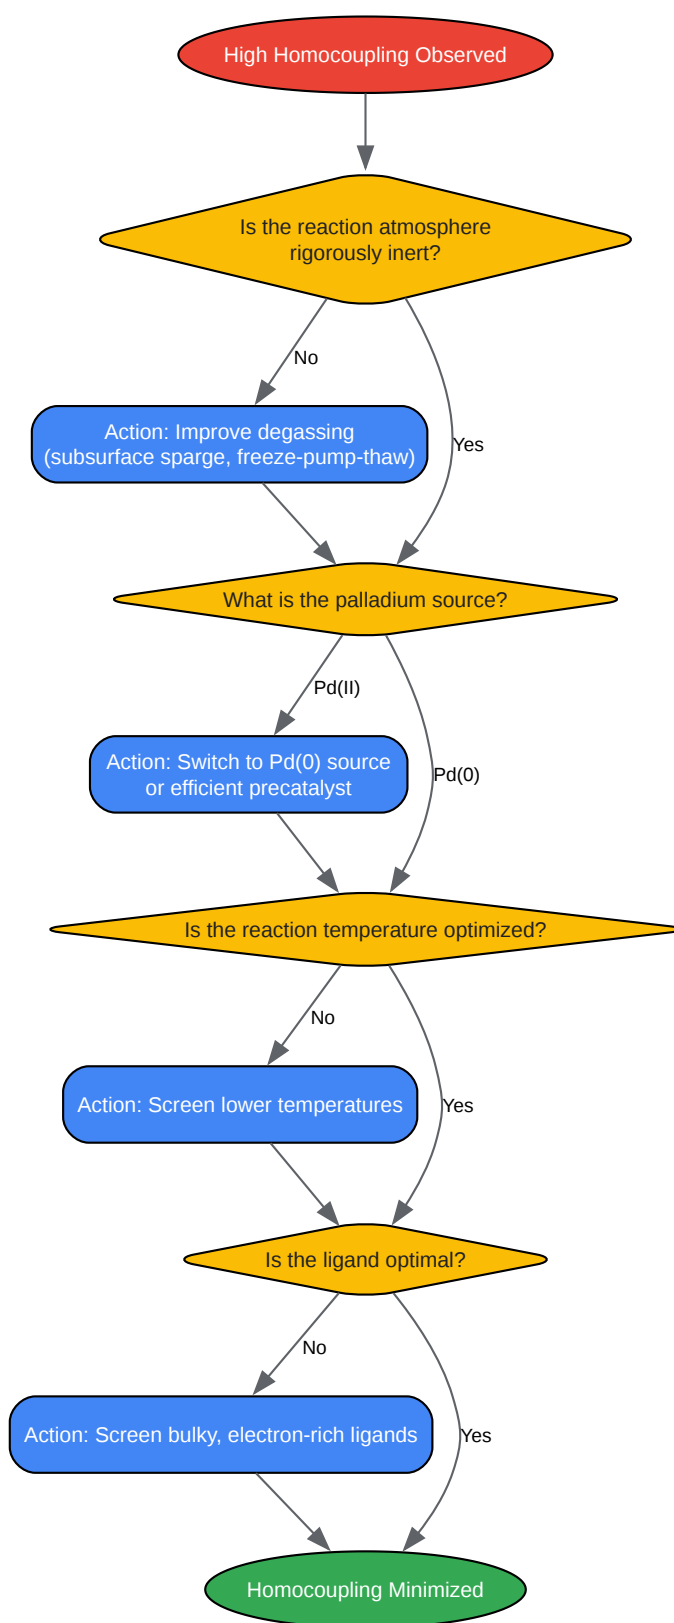 High Homocoupling Observed
Is the reaction atmosphere
rigorously inert?
No
Action: Improve degassing
(subsurface sparge, freeze-pump-thaw)
Yes
What is the palladium source?
Pd(II)
Action: Switch to Pd(0) source
or efficient precatalyst
Pd(0)
Is the reaction temperature optimized?
No
Action: Screen lower temperatures
Yes
Is the ligand optimal?
No
Action: Screen bulky, electron-rich ligands
Yes
Homocoupling Minimized